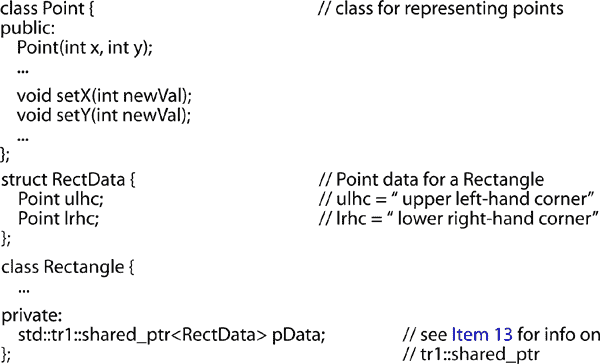 class Point { // class for representing points
public:
Point(int x, int y);
...
void setX(int newVal);
void setY(int newVal);
...
};
struct RectData { // Point data for a Rectangle
Point ulhc; // ulhc = “ upper left-hand corner”
Point lrhc; // lrhc = “ lower right-hand corner”
};
class Rectangle {
...
private:
std::tr1::shared_ptr<RectData> pData; // see Item 13 for info on
}; // tr1::shared_ptr